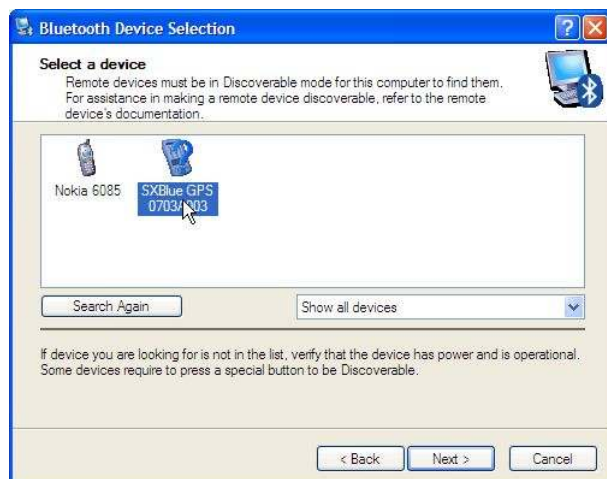 Bluetooth Device Selection
Select a device
Remote devices must be in Discoverable mode for this computer to find them.
For assistance in making a remote device discoverable, refer to the remote
device's documentation.
Nokia 6085
SXBlue GPS
0703A003
Search Again
Show all devices
If device you are looking for is not in the list, verify that the device has power and is operational.
Some devices require to press a special button to be Discoverable.
< Back
Next >
Cancel